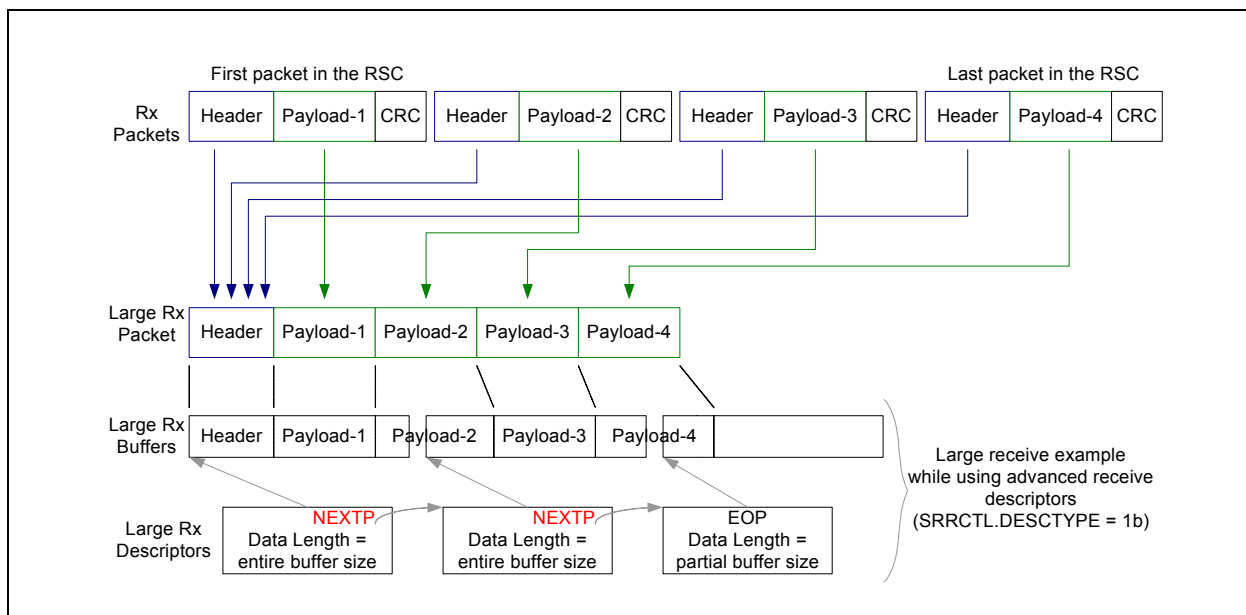 First packet in the RSC
Last packet in the RSC
Rx
Packets
Header Payload-1 CRC Header Payload-2 CRC Header Payload-3 CRC Header Payload-4 CRC
Large Rx
Packet
Header Payload-1 Payload-2 Payload-3 Payload-4
Large Rx
Buffers
Header Payload-1 Payload-2 Payload-3 Payload-4
Large Rx
Descriptors
NEXTP
Data Length =
entire buffer size
NEXTP
Data Length =
entire buffer size
EOP
Data Length =
partial buffer size
Large receive example
while using advanced receive
descriptors
(SRRCTL.DESCTYPE = 1b)